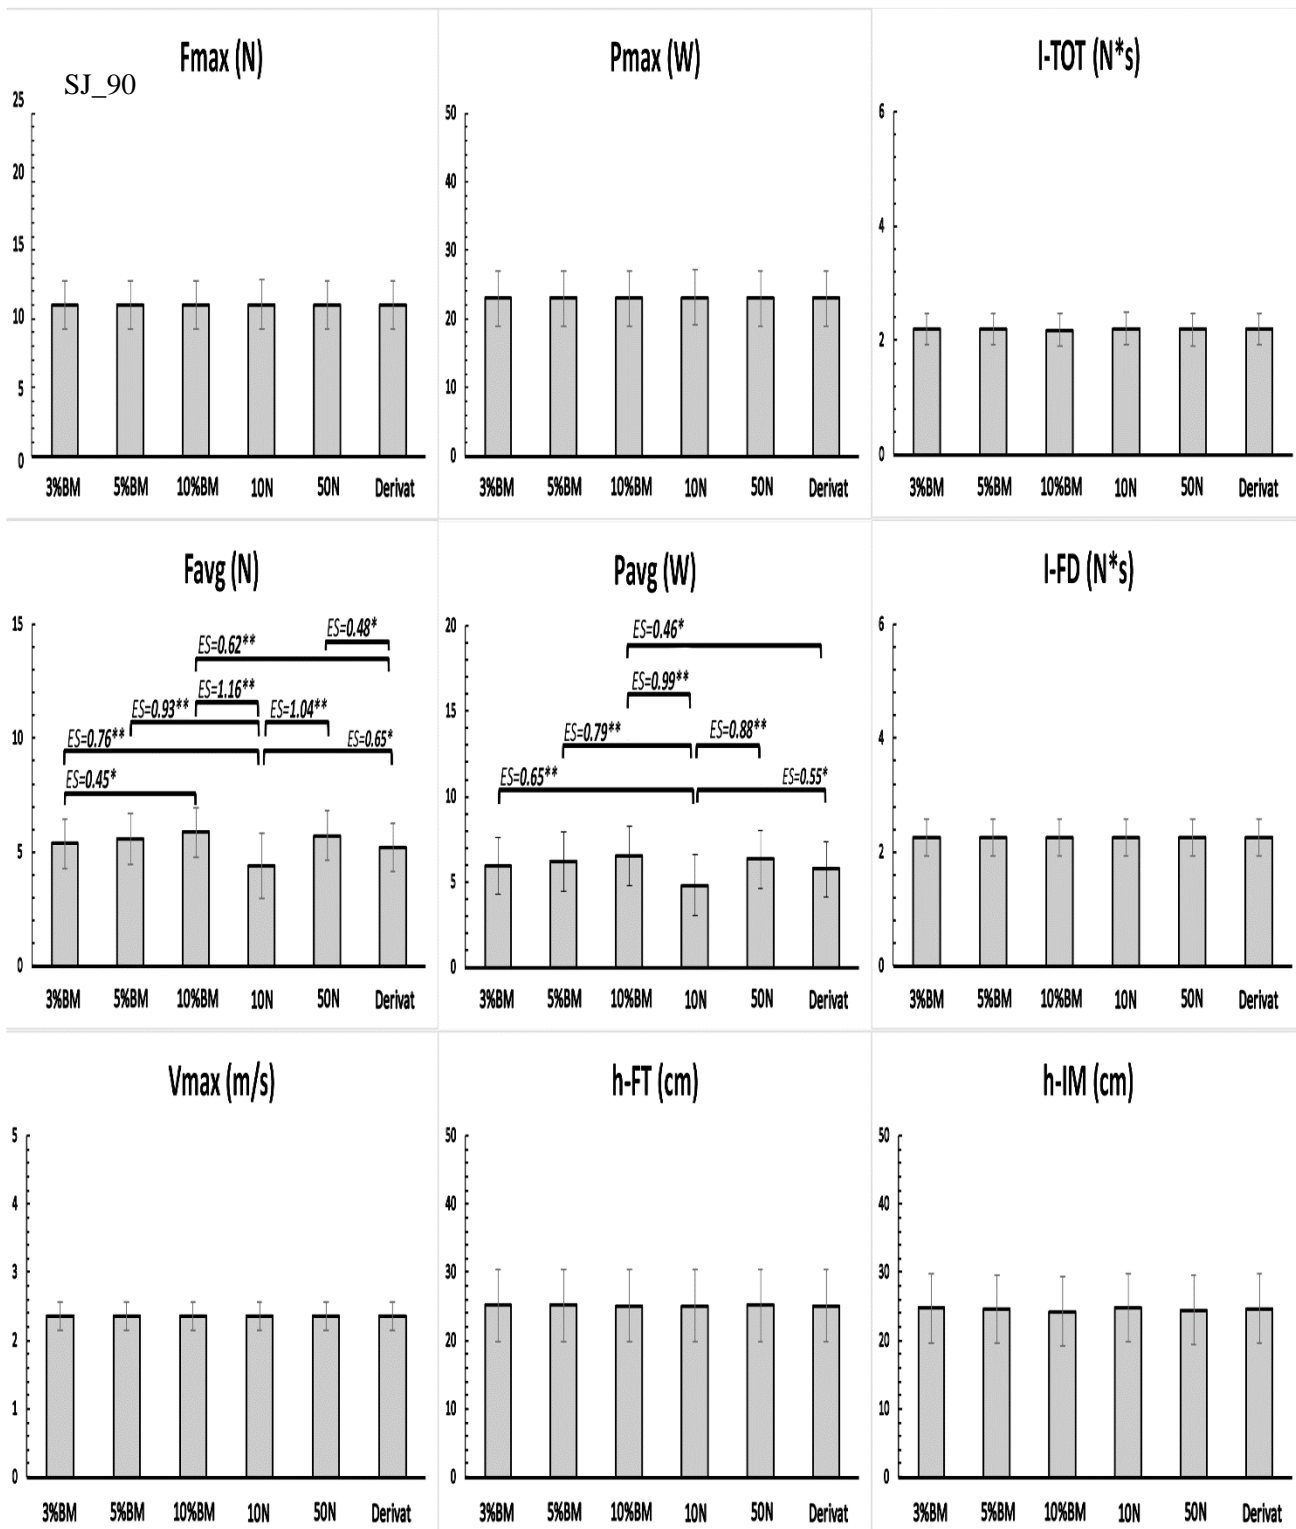 Fmax (N)
SJ_90
25
20
15
10
5
0
3%BM 5%BM 10%BM 10N 50N Derivat
Pmax (W)
50
40
30
20
10
0
3%BM 5%BM 10%BM 10N 50N Derivat
I-TOT (N*s)
6
4
2
0
3%BM 5%BM 10%BM 10N 50N Derivat
Favg (N)
15
10
5
0
ES=0.48*
ES=0.62**
ES=1.16**
ES=0.93** ES=1.04**
ES=0.76** ES=0.65*
ES=0.45*
3%BM 5%BM 10%BM 10N 50N Derivat
Pavg (W)
20
15
10
5
0
ES=0.46*
ES=0.99**
ES=0.79** ES=0.88**
ES=0.65** ES=0.55*
3%BM 5%BM 10%BM 10N 50N Derivat
I-FD (N*s)
6
4
2
0
3%BM 5%BM 10%BM 10N 50N Derivat
Vmax (m/s)
5
4
3
2
1
0
3%BM 5%BM 10%BM 10N 50N Derivat
h-FT (cm)
50
40
30
20
10
0
3%BM 5%BM 10%BM 10N 50N Derivat
h-IM (cm)
50
40
30
20
10
0
3%BM 5%BM 10%BM 10N 50N Derivat